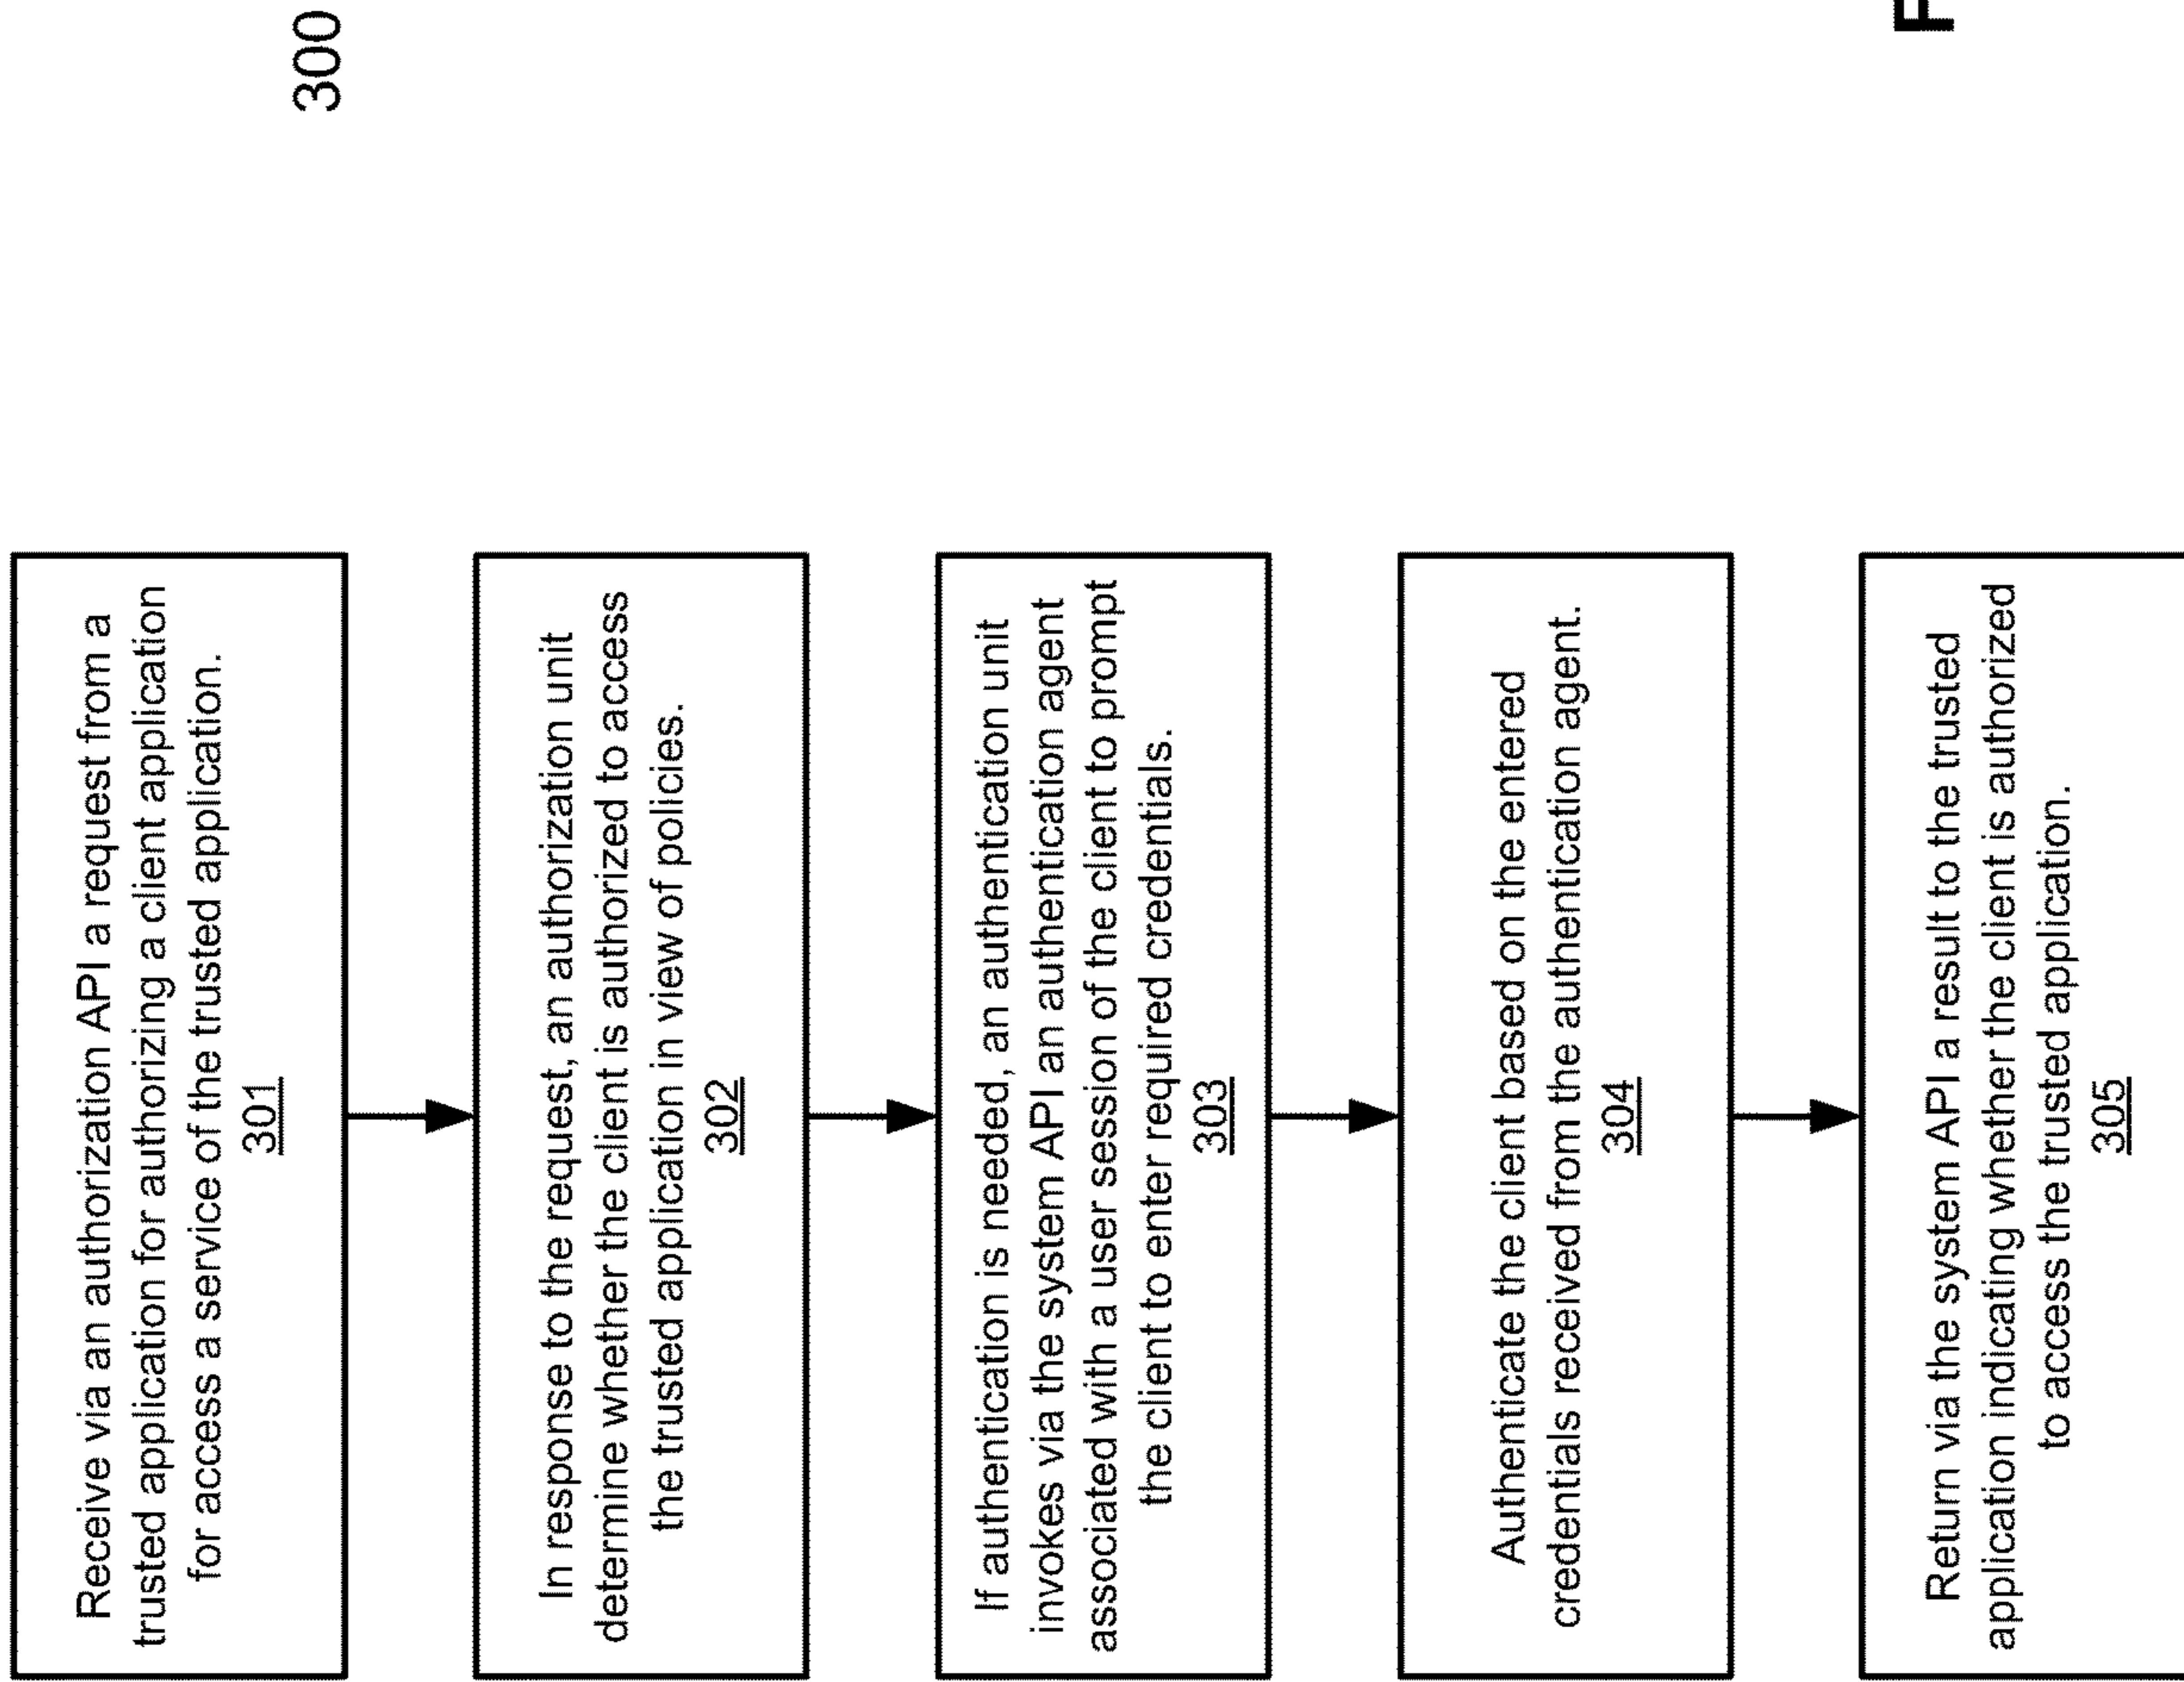 300
Receive via an authorization API a request from a
trusted application for authorizing a client application
for access a service of the trusted application.
301
In response to the request, an authorization unit
determine whether the client is authorized to access
the trusted application in view of policies.
302
If authentication is needed, an authentication unit
invokes via the system API an authentication agent
associated with a user session of the client to prompt
the client to enter required credentials.
303
Authenticate the client based on the entered
credentials received from the authentication agent.
304
Return via the system API a result to the trusted
application indicating whether the client is authorized
to access the trusted application.
305
F